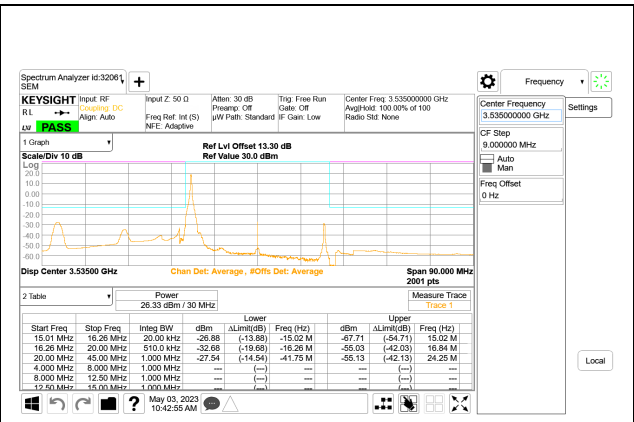 Spectrum Analyzer id:32061
SEM
Frequency
KEYSIGHT
RL
LXI PASS
Input: RF
Coupling: DC
Align: Auto
Input Z: 50 Ω
Freq Ref: Int (S)
NFE: Adaptive
Atten: 30 dB
Preamp: Off
µW Path: Standard
Trig: Free Run
Gate: Off
IF Gain: Low
Center Freq: 3.535000000 GHz
Avg|Hold: 100.00% of 100
Radio Std: None
Center Frequency
3.535000000 GHz
Settings
CF Step
9.000000 MHz
Auto
Man
Freq Offset
0 Hz
Local
1 Graph
Scale/Div 10 dB
Ref Lvl Offset 13.30 dB
Ref Value 30.0 dBm
Log
20.0
10.0
0.00
-10.0
-20.0
-30.0
-40.0
-50.0
-60.0
Disp Center 3.53500 GHz
Chan Det: Average , #Offs Det: Average
Span 90.000 MHz
2001 pts
2 Table
Power
26.33 dBm / 30 MHz
Measure Trace
Trace 1
Lower Upper
Start Freq Stop Freq Integ BW dBm ΔLimit(dB) Freq (Hz) dBm ΔLimit(dB) Freq (Hz)
15.01 MHz 16.26 MHz 20.00 kHz -26.88 (-13.88) -15.02 M -67.71 (-54.71) 15.02 M
16.26 MHz 20.00 MHz 510.0 kHz -32.68 (-19.68) -16.26 M -55.03 (-42.03) 16.84 M
20.00 MHz 45.00 MHz 1.000 MHz -27.54 (-14.54) -41.75 M -55.13 (-42.13) 24.25 M
4.000 MHz 8.000 MHz 1.000 MHz --- (---) --- --- (---) ---
8.000 MHz 12.50 MHz 1.000 MHz --- (---) --- --- (---) ---
12.50 MHz 15.00 MHz 1.000 MHz --- (---) --- --- (---) ---
May 03, 2023
10:42:55 AM